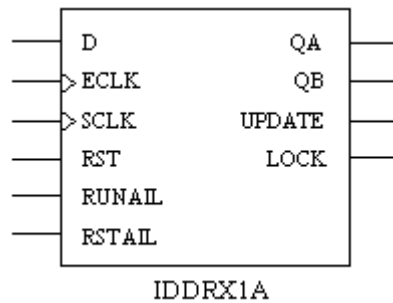 D QA
ECLK QB
SCLK UPDATE
RST LOCK
RUNAIL
RSTAIL
IDDRX1A